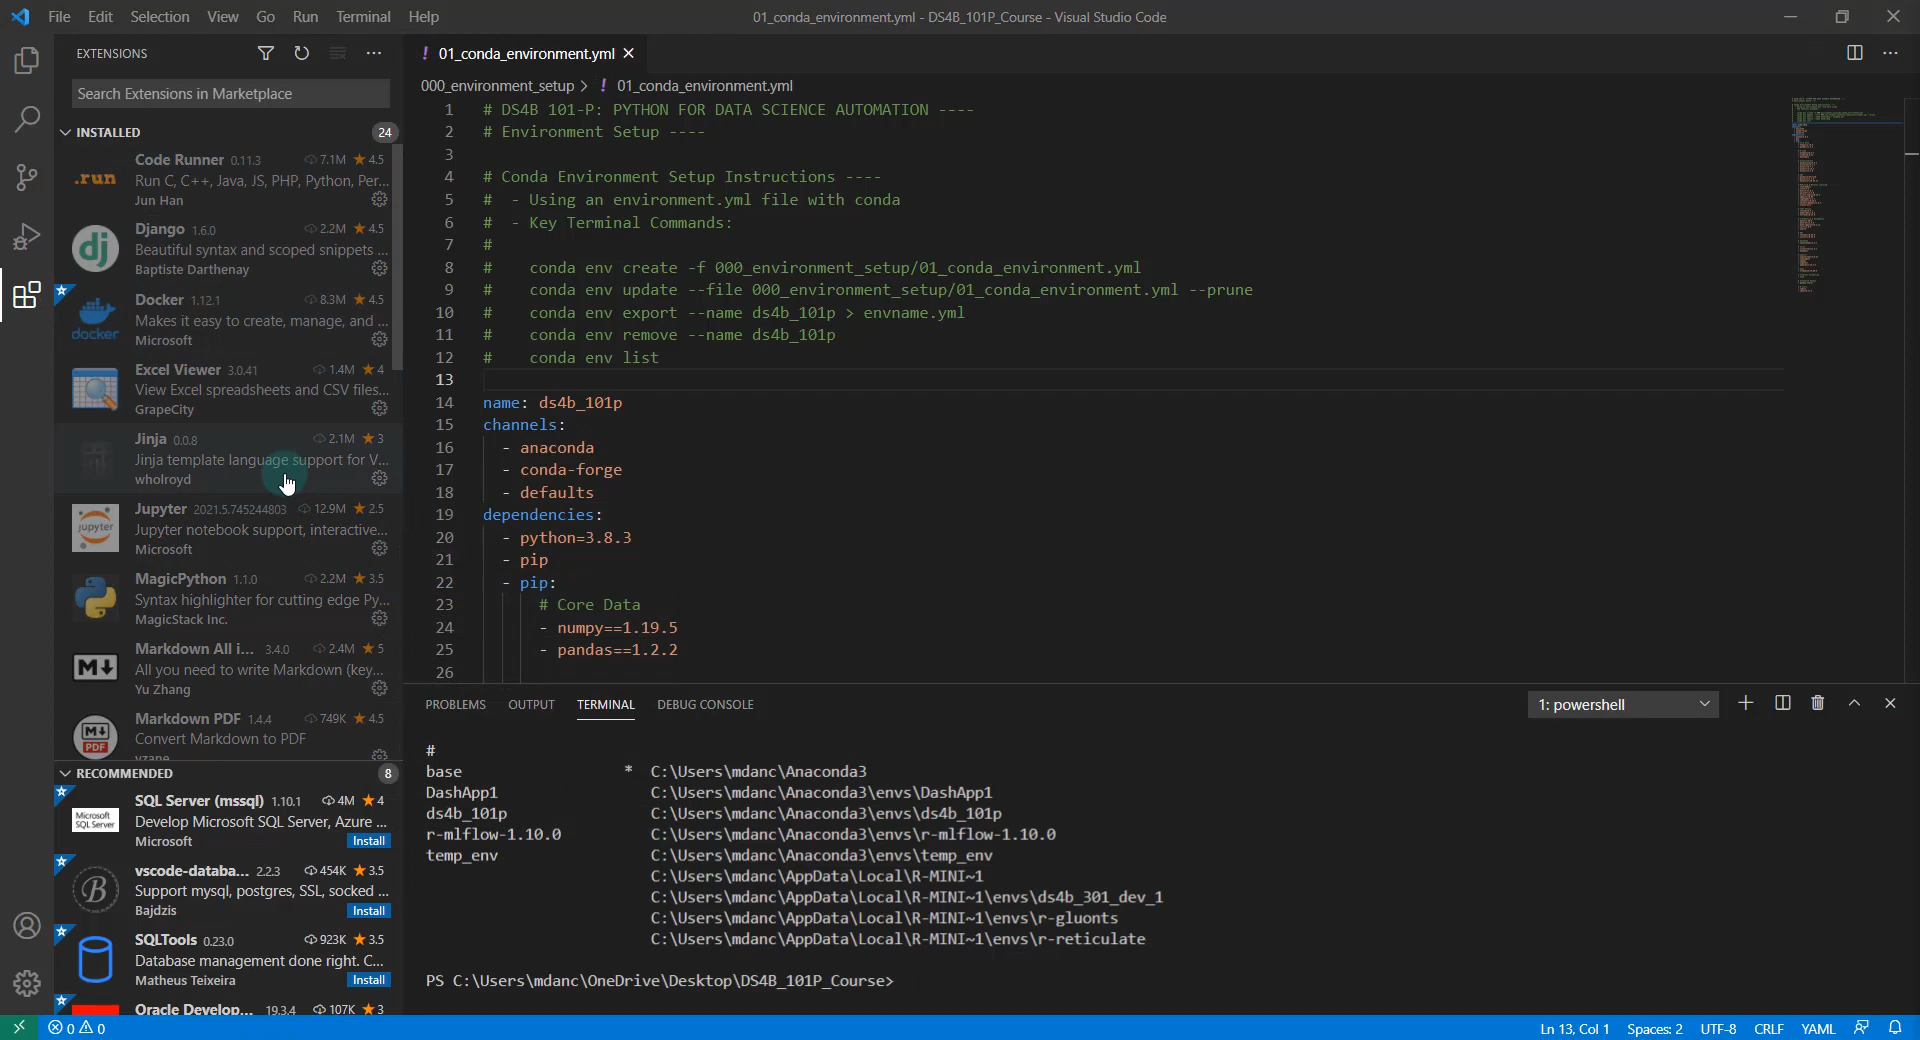 File Edit Selection View Go Run Terminal Help
01_conda_environment.yml - DS4B_101P_Course - Visual Studio Code
EXTENSIONS
Search Extensions in Marketplace
INSTALLED 24
.run
Code Runner 0.11.3 7.1M 4.5
Run C, C++, Java, JS, PHP, Python, Per...
Jun Han
dj
Django 1.6.0 2.2M 4.5
Beautiful syntax and scoped snippets ...
Baptiste Darthenay
docker
Docker 1.12.1 8.3M 4.5
Makes it easy to create, manage, and ...
Microsoft
Excel Viewer 3.0.41 1.4M 4
View Excel spreadsheets and CSV files...
GrapeCity
Jinja 0.0.8 2.1M 3
Jinja template language support for V...
wholroyd
jupyter
Jupyter 2021.5.745244803 12.9M 2.5
Jupyter notebook support, interactive...
Microsoft
MagicPython 1.1.0 2.2M 3.5
Syntax highlighter for cutting edge Py...
MagicStack Inc.
M
Markdown All i... 3.4.0 2.4M 5
All you need to write Markdown (key...
Yu Zhang
M
PDF
Markdown PDF 1.4.4 749K 4.5
Convert Markdown to PDF
yzane
RECOMMENDED 8
Microsoft
SQL Server
SQL Server (mssql) 1.10.1 4M 4
Develop Microsoft SQL Server, Azure ...
Microsoft Install
B
vscode-databa... 2.2.3 454K 3.5
Support mysql, postgres, SSL, socked ...
Bajdzis Install
SQLTools 0.23.0 923K 3.5
Database management done right. C...
Matheus Teixeira Install
Oracle Develop... 19.3.4 107K 3
! 01_conda_environment.yml
000_environment_setup > ! 01_conda_environment.yml
1 # DS4B 101-P: PYTHON FOR DATA SCIENCE AUTOMATION ----
2 # Environment Setup ----
3
4 # Conda Environment Setup Instructions ----
5 # - Using an environment.yml file with conda
6 # - Key Terminal Commands:
7 #
8 # conda env create -f 000_environment_setup/01_conda_environment.yml
9 # conda env update --file 000_environment_setup/01_conda_environment.yml --prune
10 # conda env export --name ds4b_101p > envname.yml
11 # conda env remove --name ds4b_101p
12 # conda env list
13
14 name: ds4b_101p
15 channels:
16 - anaconda
17 - conda-forge
18 - defaults
19 dependencies:
20 - python=3.8.3
21 - pip
22 - pip:
23 # Core Data
24 - numpy==1.19.5
25 - pandas==1.2.2
26
PROBLEMS OUTPUT TERMINAL DEBUG CONSOLE
1: powershell
#
base * C:\Users\mdanc\Anaconda3
DashApp1 C:\Users\mdanc\Anaconda3\envs\DashApp1
ds4b_101p C:\Users\mdanc\Anaconda3\envs\ds4b_101p
r-mlflow-1.10.0 C:\Users\mdanc\Anaconda3\envs\r-mlflow-1.10.0
temp_env C:\Users\mdanc\Anaconda3\envs\temp_env
C:\Users\mdanc\AppData\Local\R-MINI~1
C:\Users\mdanc\AppData\Local\R-MINI~1\envs\ds4b_301_dev_1
C:\Users\mdanc\AppData\Local\R-MINI~1\envs\r-gluonts
C:\Users\mdanc\AppData\Local\R-MINI~1\envs\r-reticulate
PS C:\Users\mdanc\OneDrive\Desktop\DS4B_101P_Course>
0 0
Ln 13, Col 1 Spaces: 2 UTF-8 CRLF YAML